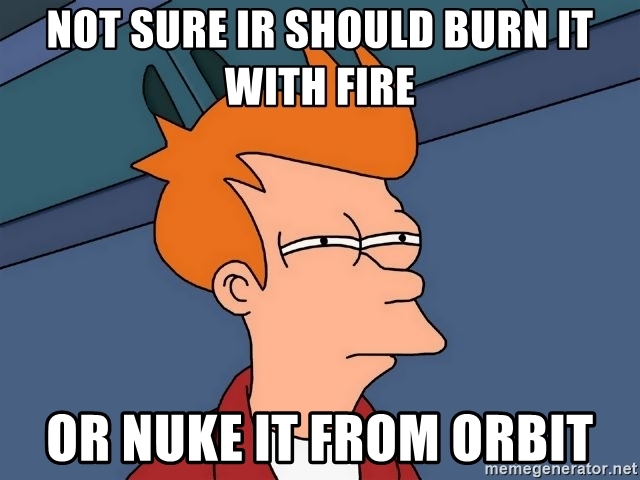 NOT SURE IR SHOULD BURN IT
WITH FIRE
OR NUKE IT FROM ORBIT
memegenerator.net